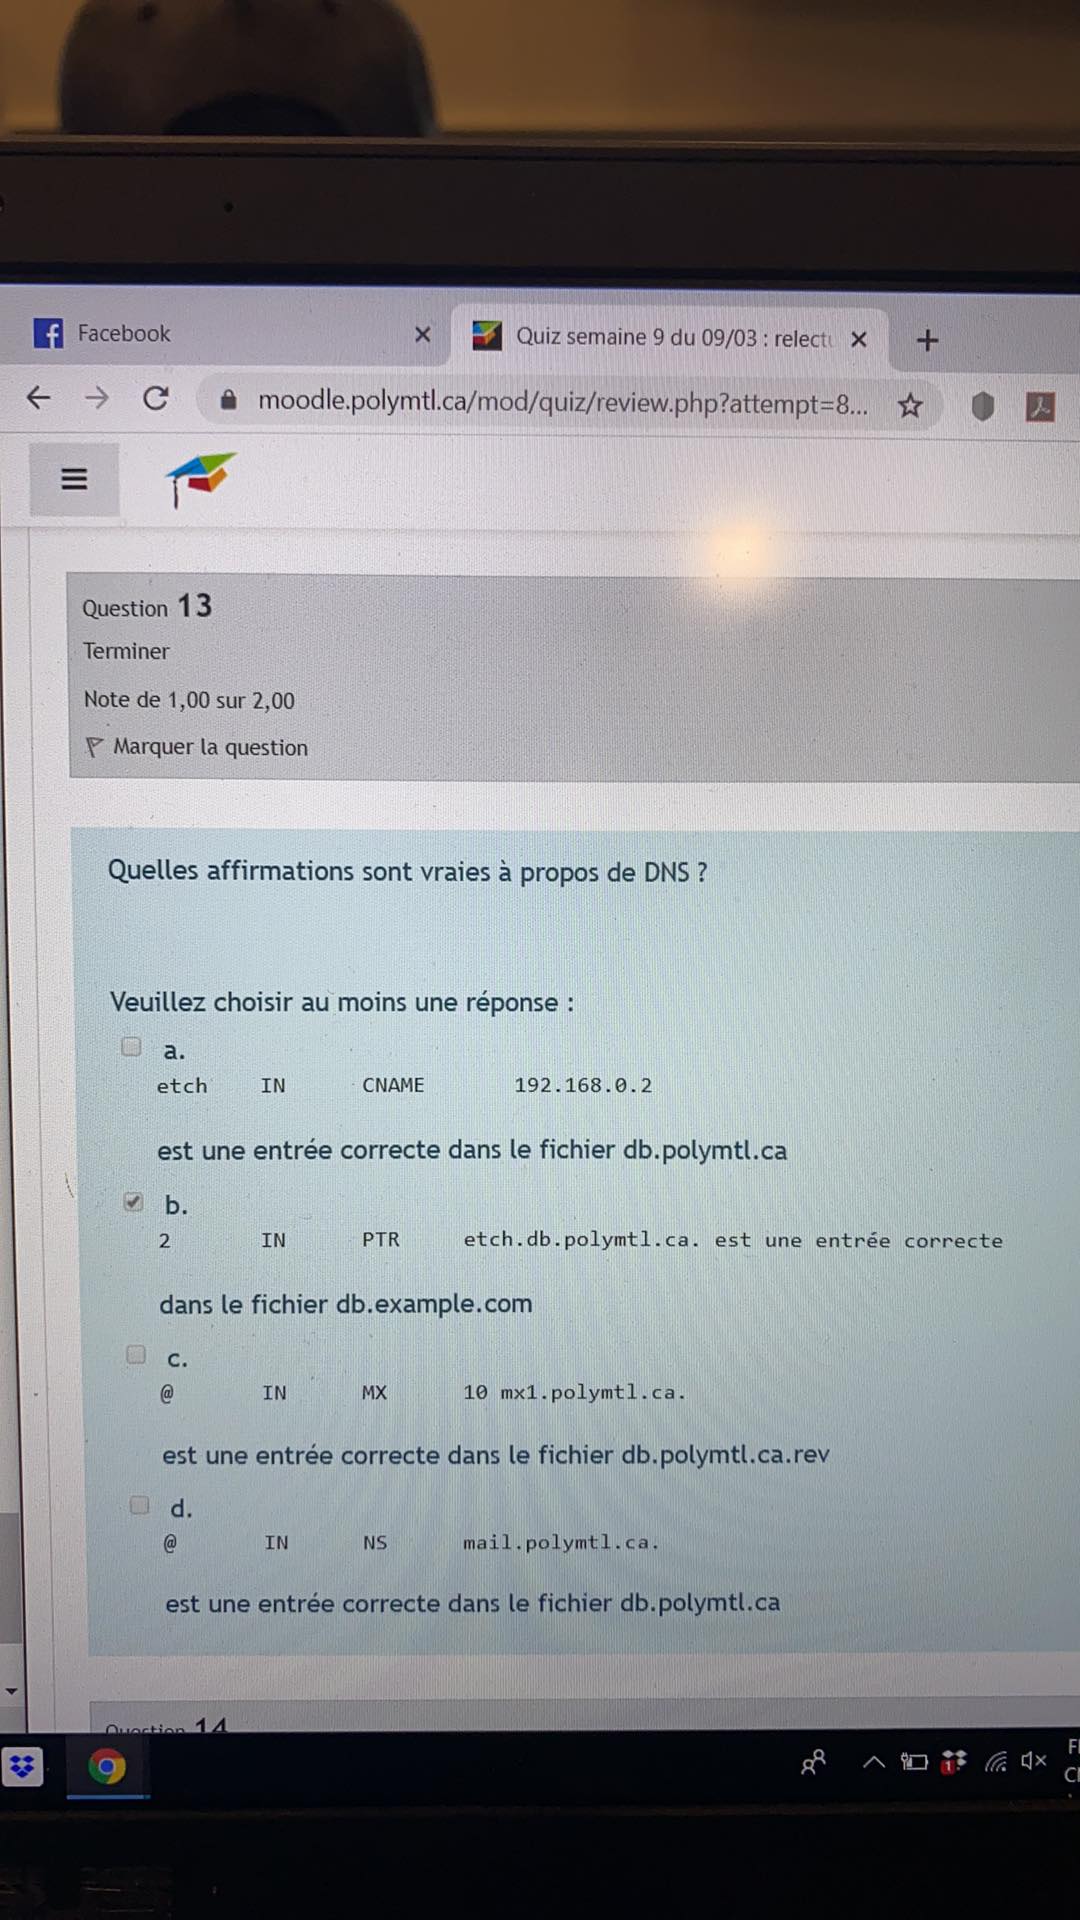 Facebook
Quiz semaine 9 du 09/03 : relect
moodle.polymtl.ca/mod/quiz/review.php?attempt=8...
Question 13
Terminer
Note de 1,00 sur 2,00
Marquer la question
Quelles affirmations sont vraies à propos de DNS ?
Veuillez choisir au moins une réponse :
a.
etch IN CNAME 192.168.0.2
est une entrée correcte dans le fichier db.polymtl.ca
b.
2 IN PTR etch.db.polymtl.ca. est une entrée correcte
dans le fichier db.example.com
c.
@ IN MX 10 mx1.polymtl.ca.
est une entrée correcte dans le fichier db.polymtl.ca.rev
d.
@ IN NS mail.polymtl.ca.
est une entrée correcte dans le fichier db.polymtl.ca
Question 14
1